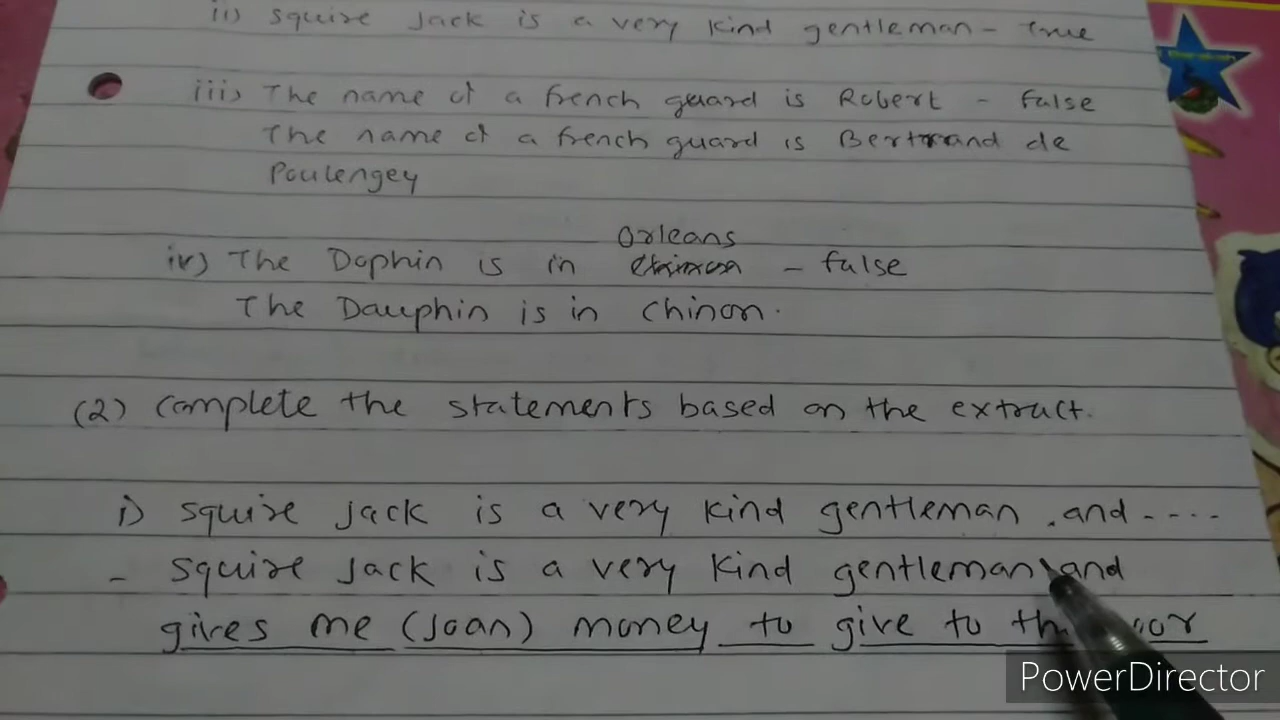 ii) squire Jack is a very kind gentleman - True
iii) The name of a french guard is Robert - false
The name of a french guard is Bertrand de
Poulengey
Orleans
iv) The Dophin is in - false
The Dauphin is in Chinon.
(2) complete the statements based on the extract.
i) squire Jack is a very kind gentleman .and ----
- squire Jack is a very kind gentleman and
gives me (Joan) money to give to
PowerDirector